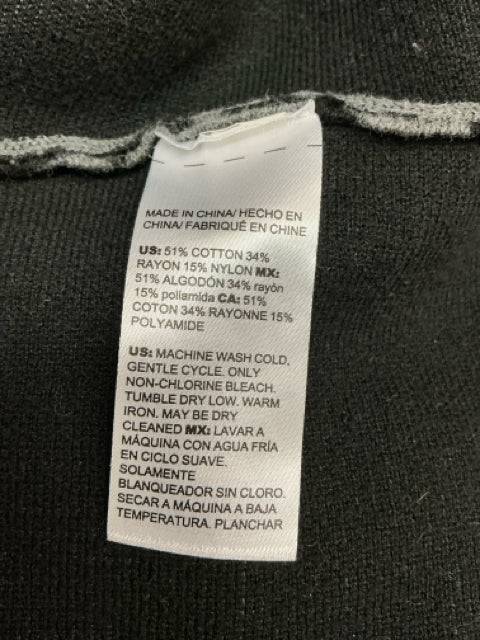 MADE IN CHINA/ HECHO EN
CHINA/ FABRIQUÉ EN CHINE
US: 51% COTTON 34%
RAYON 15% NYLON MX:
51% ALGODÓN 34% rayón
15% poliamida CA: 51%
COTON 34% RAYONNE 15%
POLYAMIDE
US: MACHINE WASH COLD,
GENTLE CYCLE. ONLY
NON-CHLORINE BLEACH.
TUMBLE DRY LOW. WARM
IRON. MAY BE DRY
CLEANED MX: LAVAR A
MÁQUINA CON AGUA FRÍA
EN CICLO SUAVE.
SOLAMENTE
BLANQUEADOR SIN CLORO.
SECAR A MÁQUINA A BAJA
TEMPERATURA. PLANCHAR